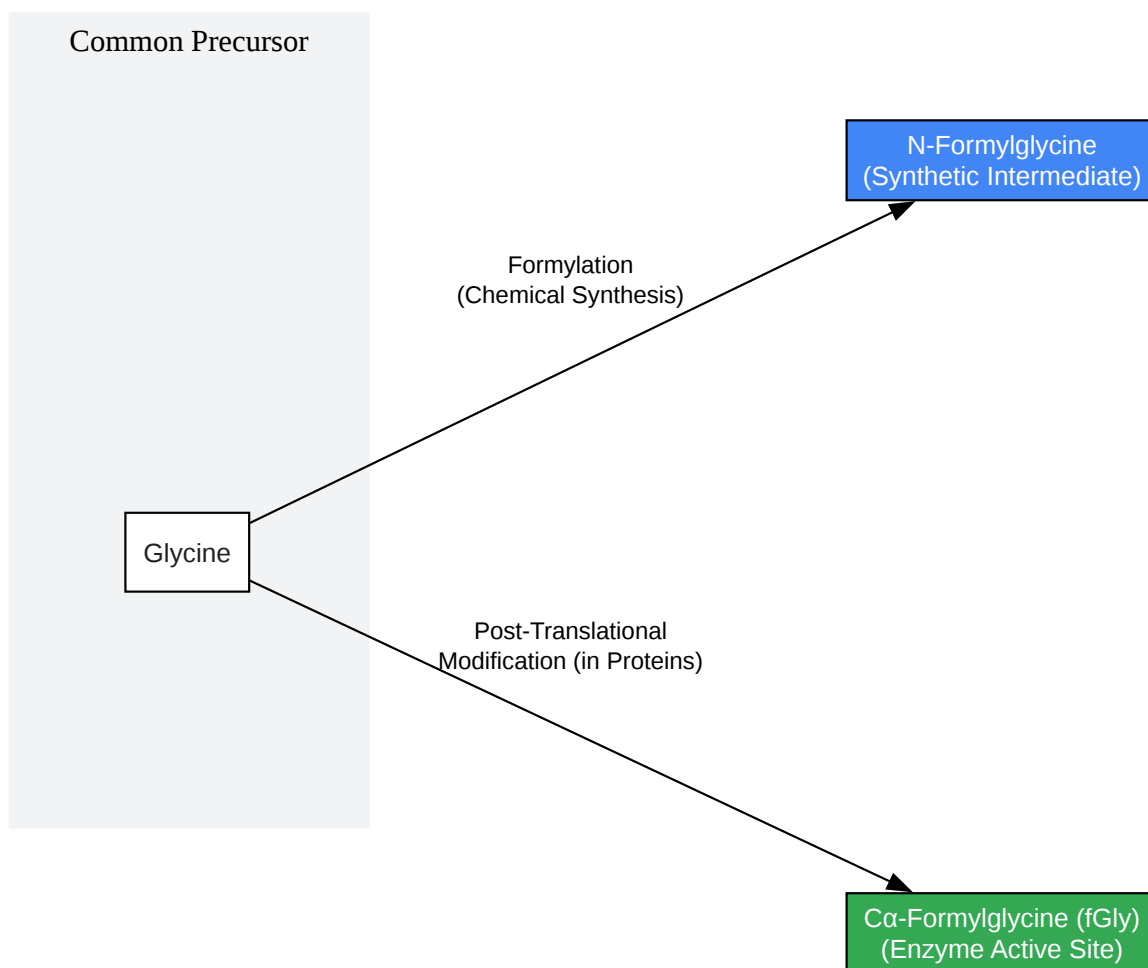 Common Precursor
N-Formylglycine
(Synthetic Intermediate)
Formylation
(Chemical Synthesis)
Glycine
Post-Translational
Modification (in Proteins)
Cα-Formylglycine (fGly)
(Enzyme Active Site)